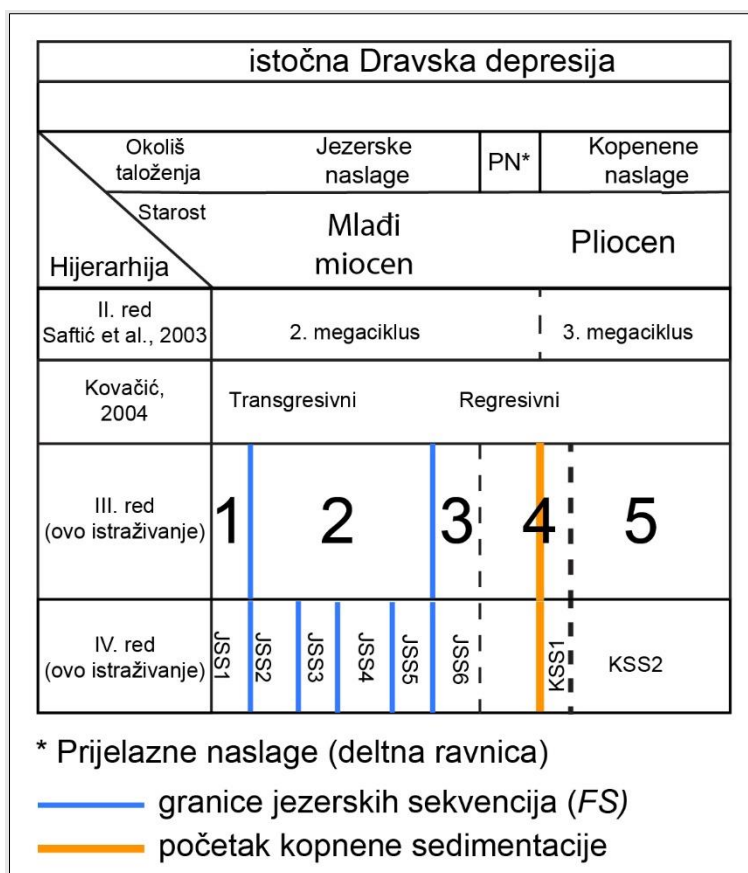 istočna Dravska depresija
Okoliš
taloženja
Jezerske
naslage
PN*
Kopenene
naslage
Starost
Hijerarhija
Mlađi
miocen
Pliocen
II. red
Saftić et al., 2003
2. megaciklus
3. megaciklus
Kovačić,
2004
Transgresivni
Regresivni
III. red
(ovo istraživanje)
1
2
3
4
5
IV. red
(ovo istraživanje)
JSS1
JSS2
JSS3
JSS4
JSS5
JSS6
KSS1
KSS2
* Prijelazne naslage (deltna ravnica)
granice jezerskih sekvencija (FS)
početak kopnene sedimentacije